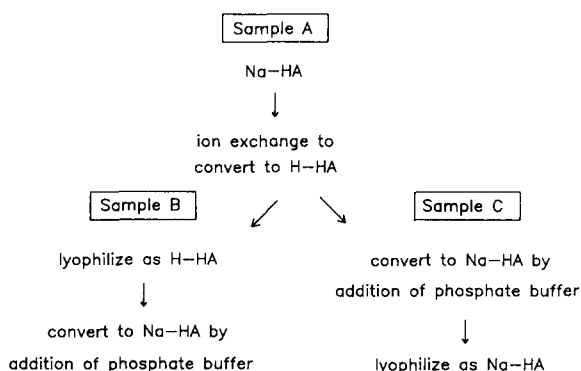 Sample A
Na-HA
ion exchange to
convert to H-HA
Sample B
lyophilize as H-HA
convert to Na-HA by
addition of phosphate buffer
Sample C
convert to Na-HA by
addition of phosphate buffer
lyophilize as Na-HA